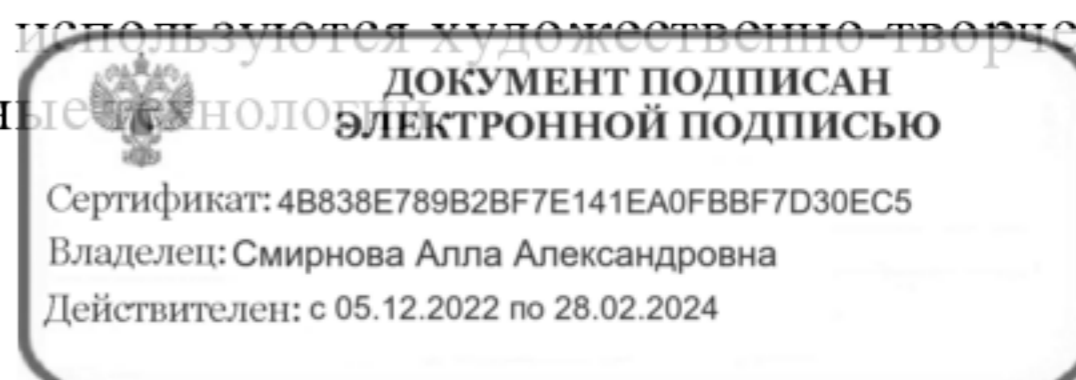 используются художественно-творче
ные технологии
ДОКУМЕНТ ПОДПИСАН
ЭЛЕКТРОННОЙ ПОДПИСЬЮ
Сертификат: 4B838E789B2BF7E141EA0FBBF7D30EC5
Владелец: Смирнова Алла Александровна
Действителен: с 05.12.2022 по 28.02.2024